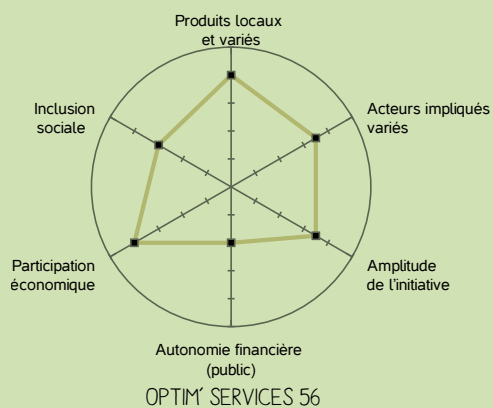 Produits locaux
et variés
Inclusion
sociale
Acteurs impliqués
variés
Participation
économique
Amplitude
de l'initiative
Autonomie financière
(public)
OPTIM' SERVICES 56